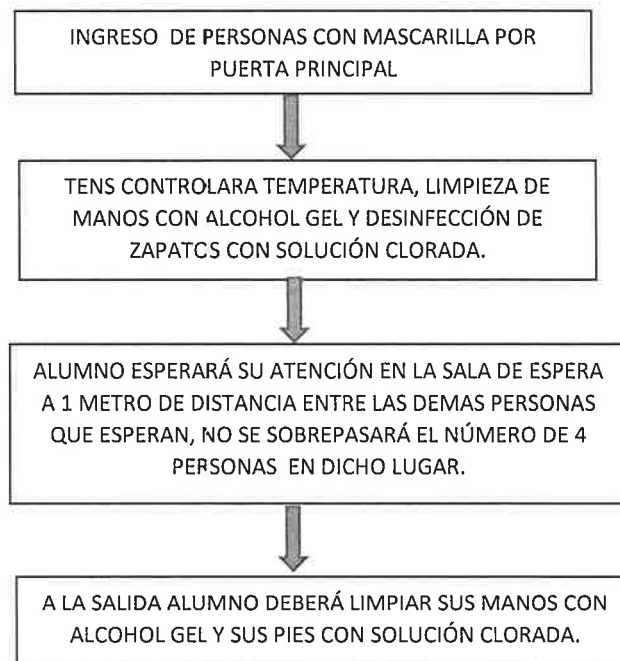 INGRESO DE PERSONAS CON MASCARILLA POR
PUERTA PRINCIPAL
TENS CONTROLARA TEMPERATURA, LIMPIEZA DE
MANOS CON ALCOHOL GEL Y DESINFECCIÓN DE
ZAPATOS CON SOLUCIÓN CLORADA.
ALUMNO ESPERARÁ SU ATENCIÓN EN LA SALA DE ESPERA
A 1 METRO DE DISTANCIA ENTRE LAS DEMAS PERSONAS
QUE ESPERAN, NO SE SOBREPASARÁ EL NÚMERO DE 4
PERSONAS EN DICHO LUGAR.
A LA SALIDA ALUMNO DEBERÁ LIMPIAR SUS MANOS CON
ALCOHOL GEL Y SUS PIES CON SOLUCIÓN CLORADA.